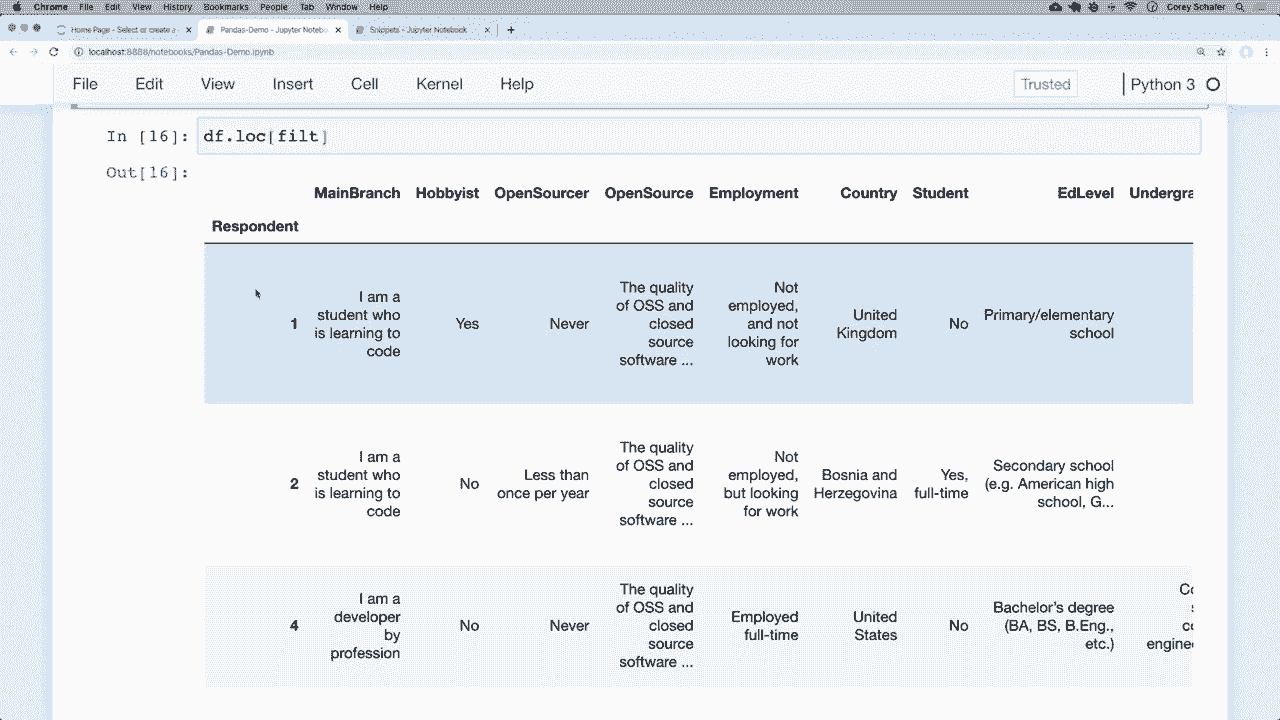 Chrome File Edit View History Bookmarks People Tab Window Help Corey Schafer
Home Page - Select or create a Pandas-Demo - Jupyter Notebo Snippets - Jupyter Notebook
localhost:8888/notebooks/Pandas-Demo.ipynb
File Edit View Insert Cell Kernel Help Trusted Python 3
In [16]: df.loc[filt]
Out[16]:
MainBranch Hobbyist OpenSourcer OpenSource Employment Country Student EdLevel Undergra
Respondent
1 I am a student who is learning to code Yes Never The quality of OSS and closed source software ... Not employed, and not looking for work United Kingdom No Primary/elementary school
2 I am a student who is learning to code No Less than once per year The quality of OSS and closed source software ... Not employed, but looking for work Bosnia and Herzegovina Yes, full-time Secondary school (e.g. American high school, G...
4 I am a developer by profession No Never The quality of OSS and closed source software ... Employed full-time United States No Bachelor's degree (BA, BS, B.Eng., etc.)